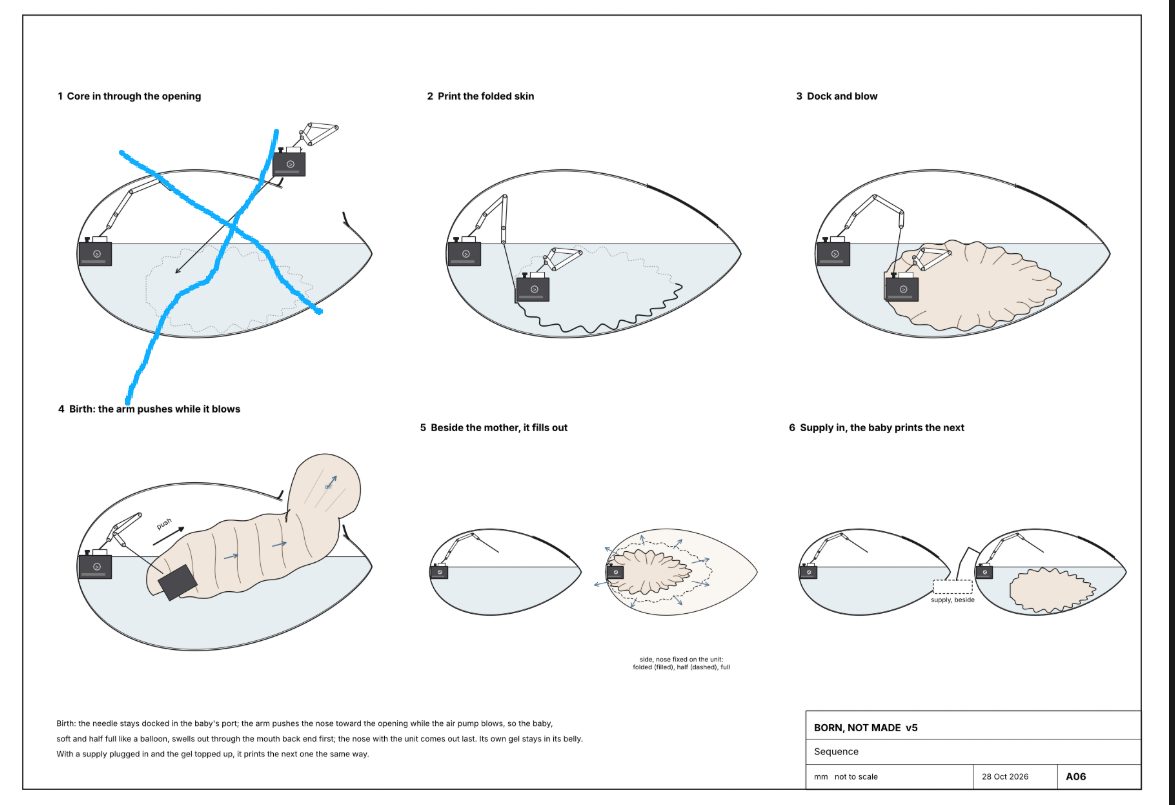 1 Core in through the opening
2 Print the folded skin
3 Dock and blow
4 Birth: the arm pushes while it blows
push
5 Beside the mother, it fills out
6 Supply in, the baby prints the next
supply, beside
side, nose fixed on the unit:
folded (filled), half (dashed), full
Birth: the needle stays docked in the baby's port; the arm pushes the nose toward the opening while the air pump blows, so the baby,
soft and half full like a balloon, swells out through the mouth back end first; the nose with the unit comes out last. Its own gel stays in its belly.
With a supply plugged in and the gel topped up, it prints the next one the same way.
BORN, NOT MADE v5
Sequence
mm not to scale
28 Oct 2026
A06